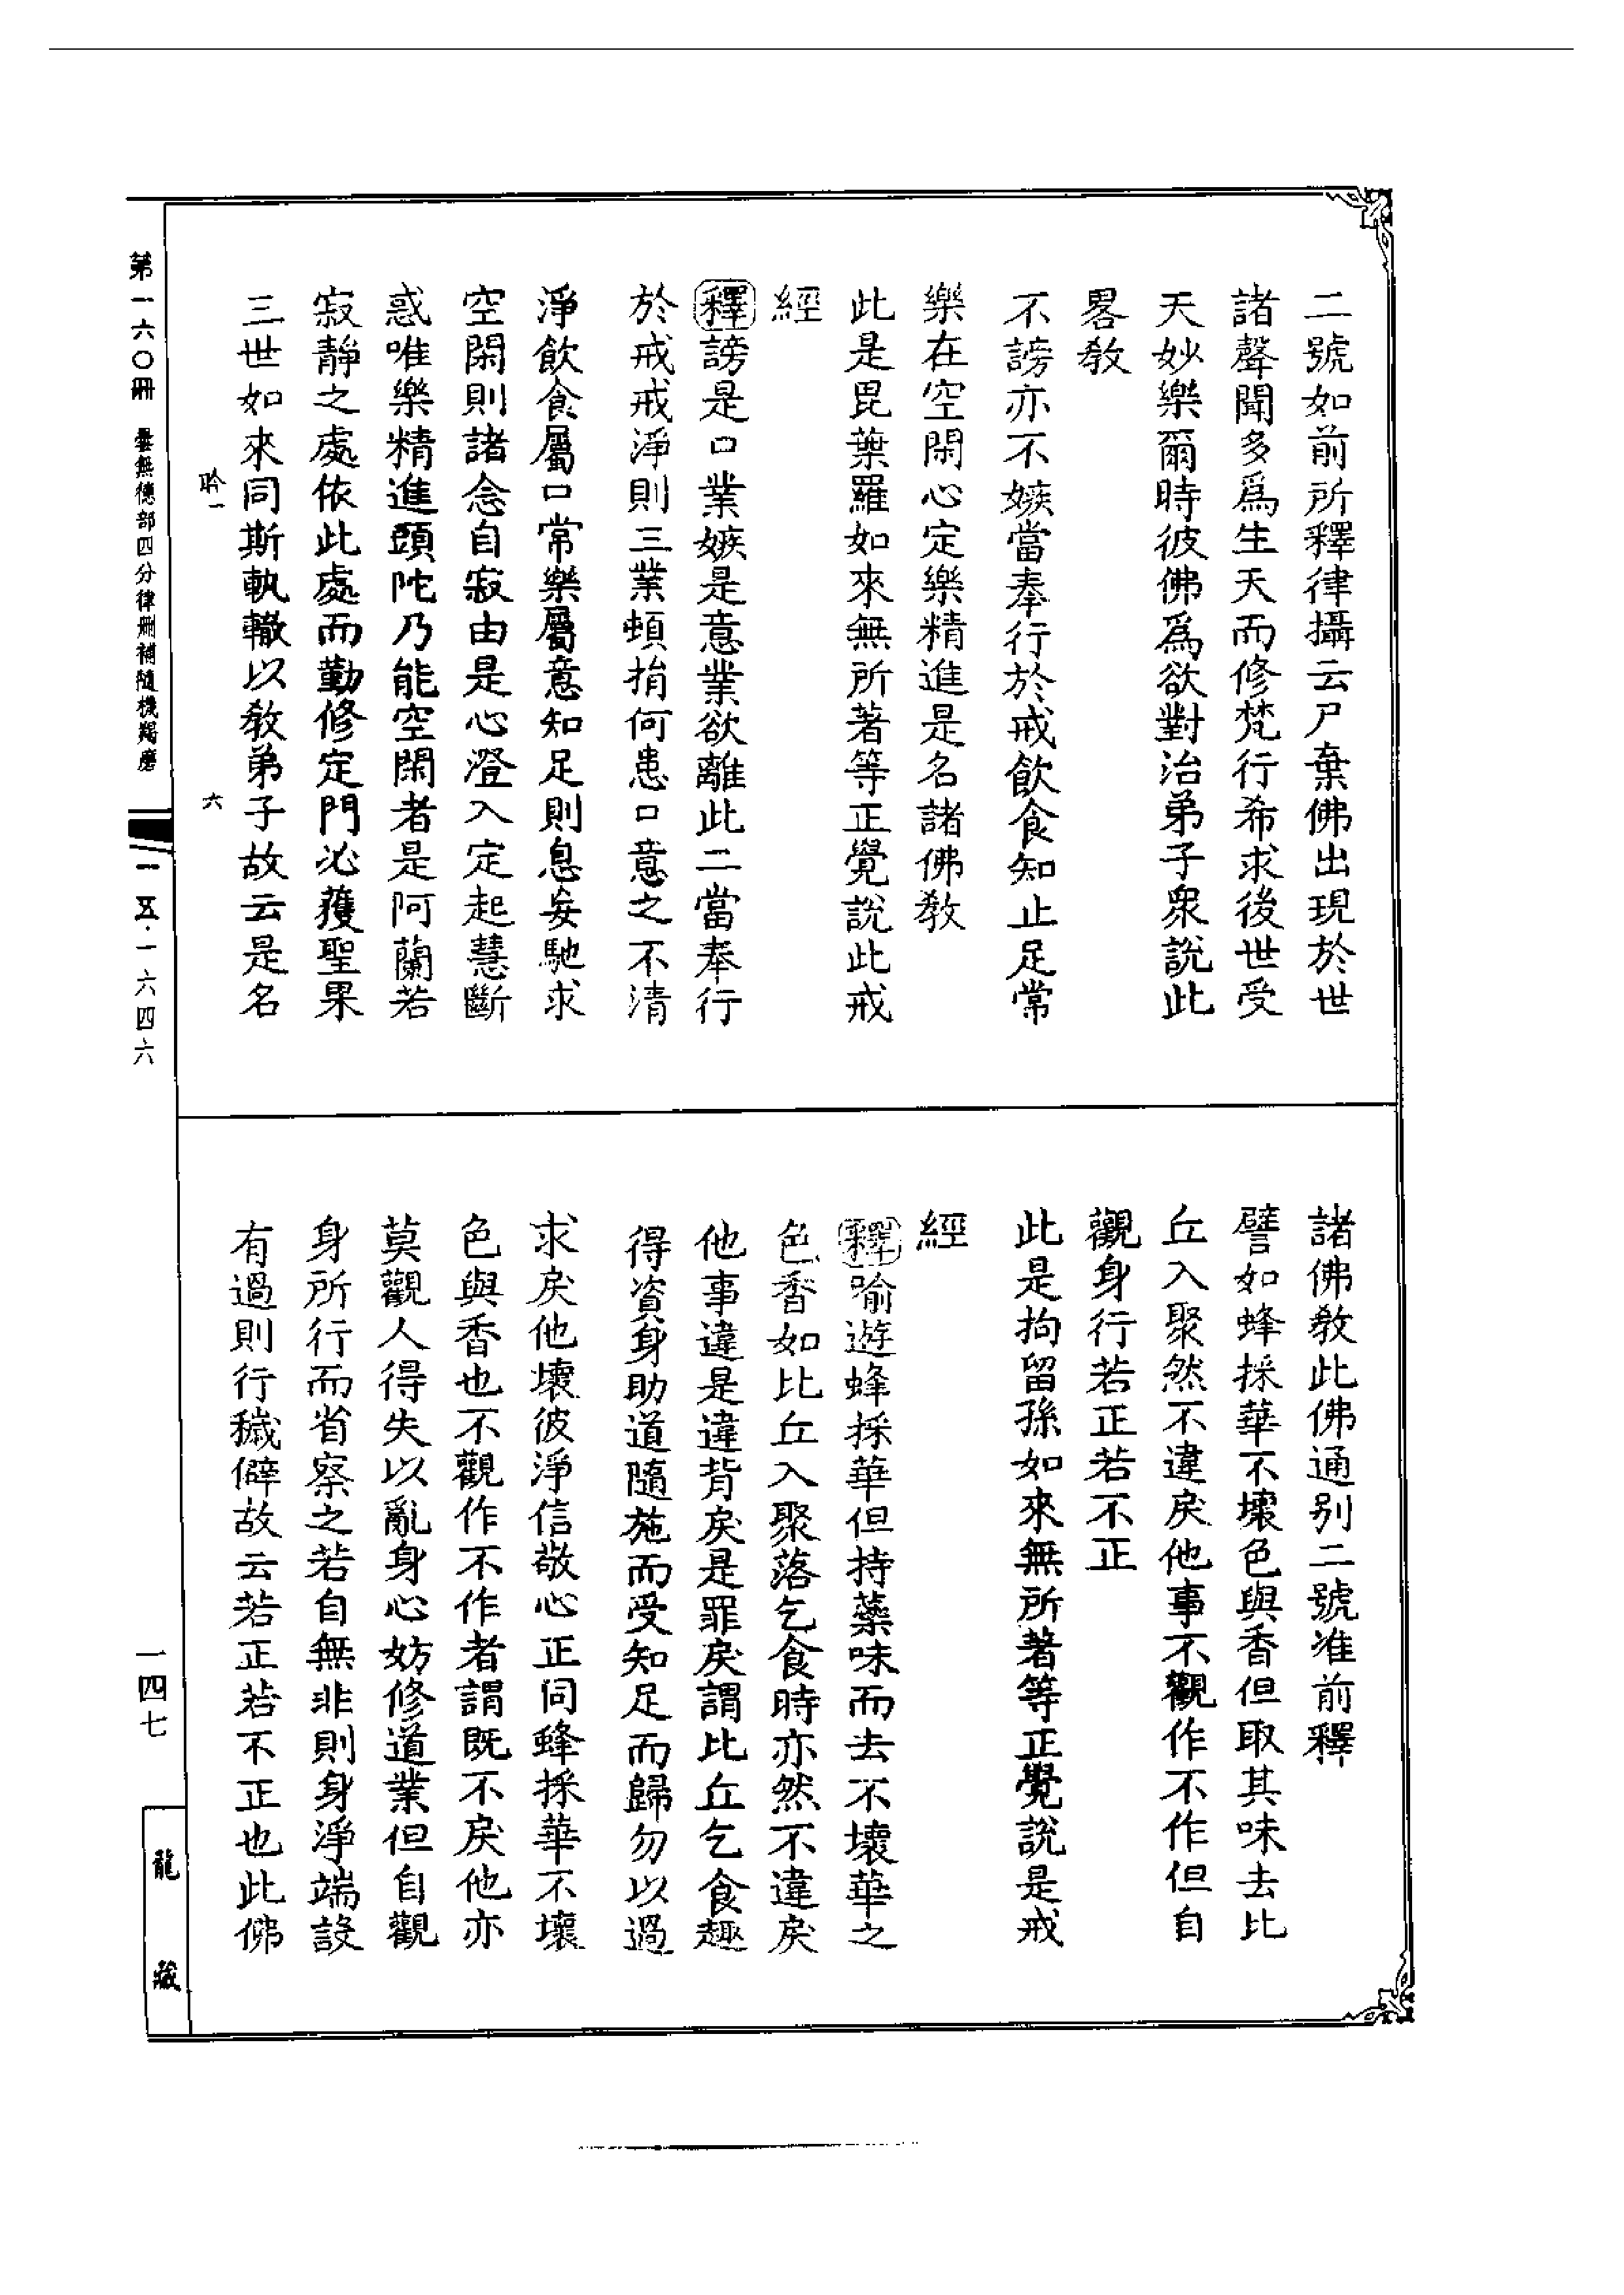 二號如前所釋律攝云尸棄佛出現於世
諸聲聞多爲生天而修梵行希求後世受
天妙樂爾時彼佛爲欲對治弟子衆說此
畧教
不謗亦不嫉當奉行於戒飲食知止足常
樂在空閑心定樂精進是名諸佛教
此是毘葉羅如來無所著等正覺說此戒
經
釋謗是口業嫉是意業欲離此二當奉行
於戒戒淨則三業頓捐何患口意之不清
淨飲食屬口常樂屬意知足則息妄馳求
空閑則諸念自寂由是心澄入定起慧斷
惑唯樂精進頭陀乃能空閑者是阿蘭若
寂靜之處依此處而勤修定門必獲聖果
三世如來同斯軌轍以教弟子故云是名
諸佛教此佛通別二號准前釋
譬如蜂採華不壞色與香但取其味去比
丘入聚然不違戾他事不觀作不作但自
觀身行若正若不正
此是拘留孫如來無所著等正覺說是戒
經
釋喻遊蜂採華但持藥味而去不壞華之
色香如比丘入聚落乞食時亦然不違戾
他事違是違背戾是罪戾謂比丘乞食趣
得資身助道隨施而受知足而歸勿以過
求戾他壞彼淨信敬心正同蜂採華不壞
色與香也不觀作不作者謂既不戾他亦
莫觀人得失以亂身心妨修道業但自觀
身所行而省察之若自無非則身淨端設
有過則行穢僻故云若正若不正也此佛
聆一
六
第一六〇冊
曇無德部四分律刪補隨機羯磨
一五·一六四六
一四七
龍藏